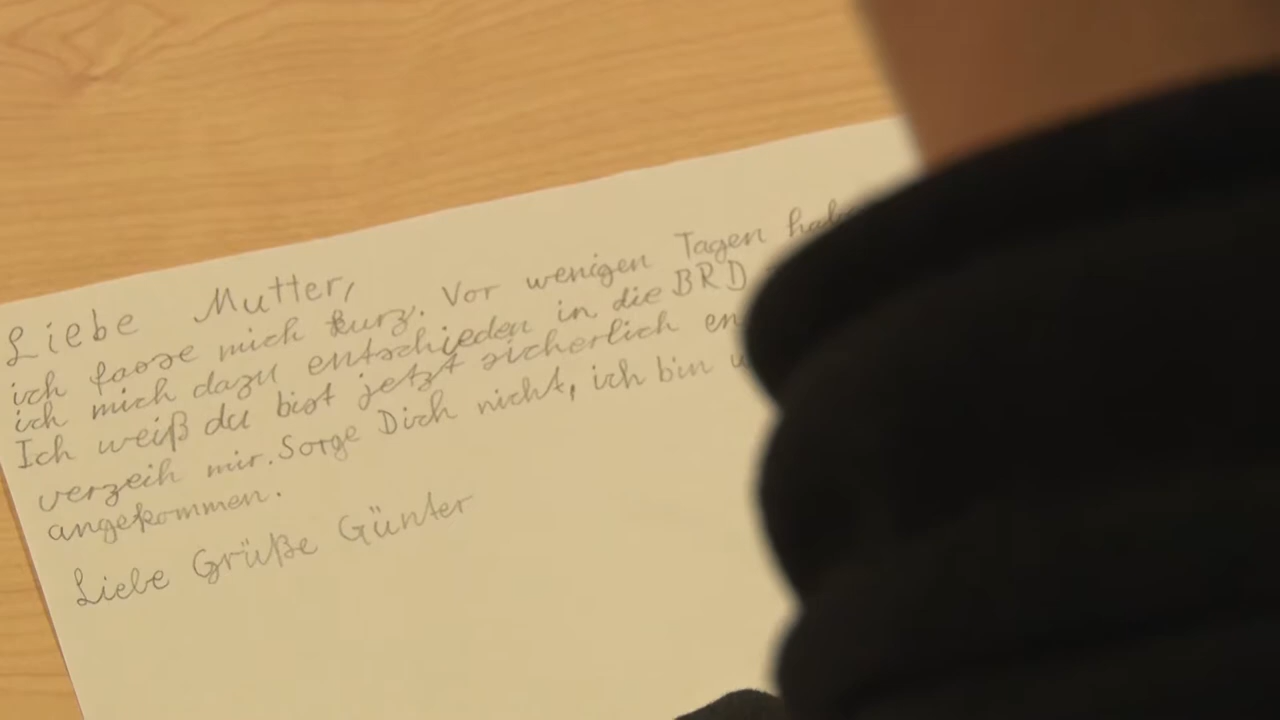 Liebe Mutter,
ich fasse mich kurz. Vor wenigen Tagen
ich mich dazu entschieden in die BRD
Ich weiß du bist jetzt sicherlich
verzeih mir. Sorge Dich nicht, ich bin
angekommen.
Liebe Grüße Günter